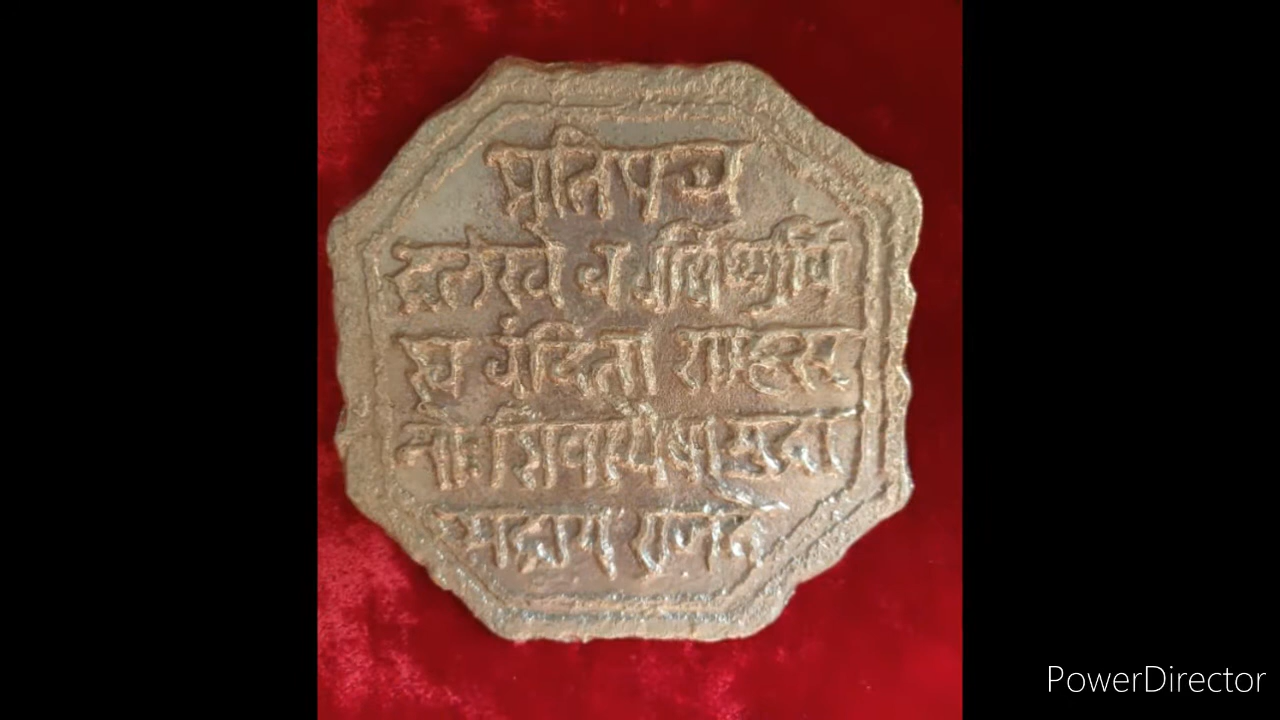 प्रतिपच्चं
द्रलेखेव वर्धिष्णुर्वि
श्व वंदिता शाहसू
नोः शिवस्यैषा मुद्रा
भद्राय राजते
PowerDirector